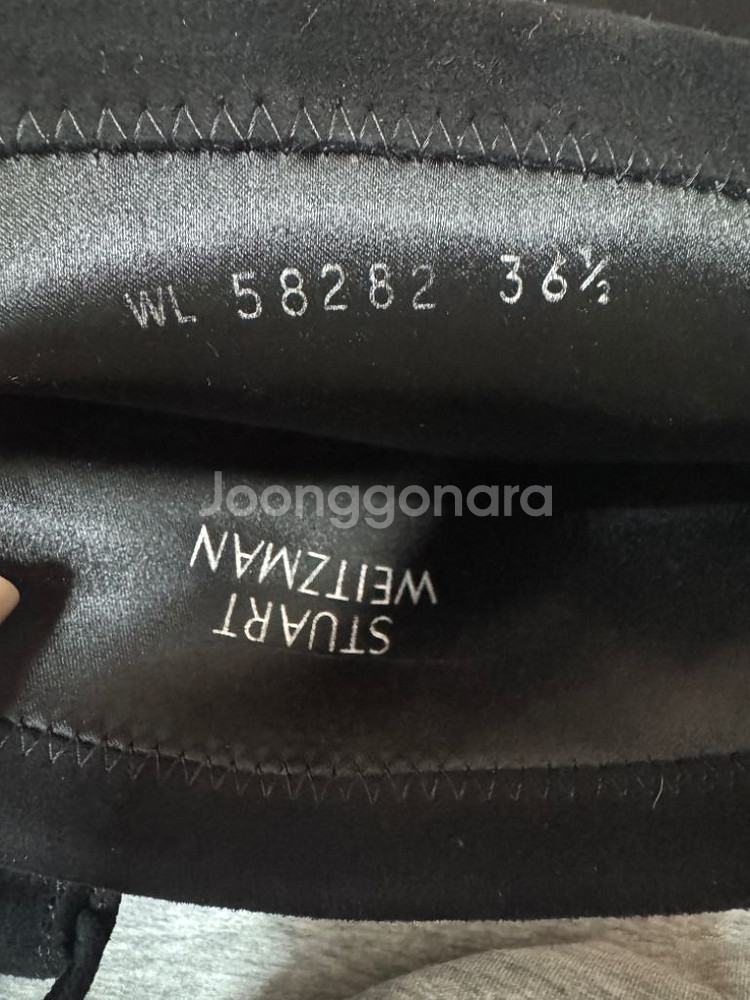 WL 58282 36½
Joonggonara
STUART
WEITZMAN